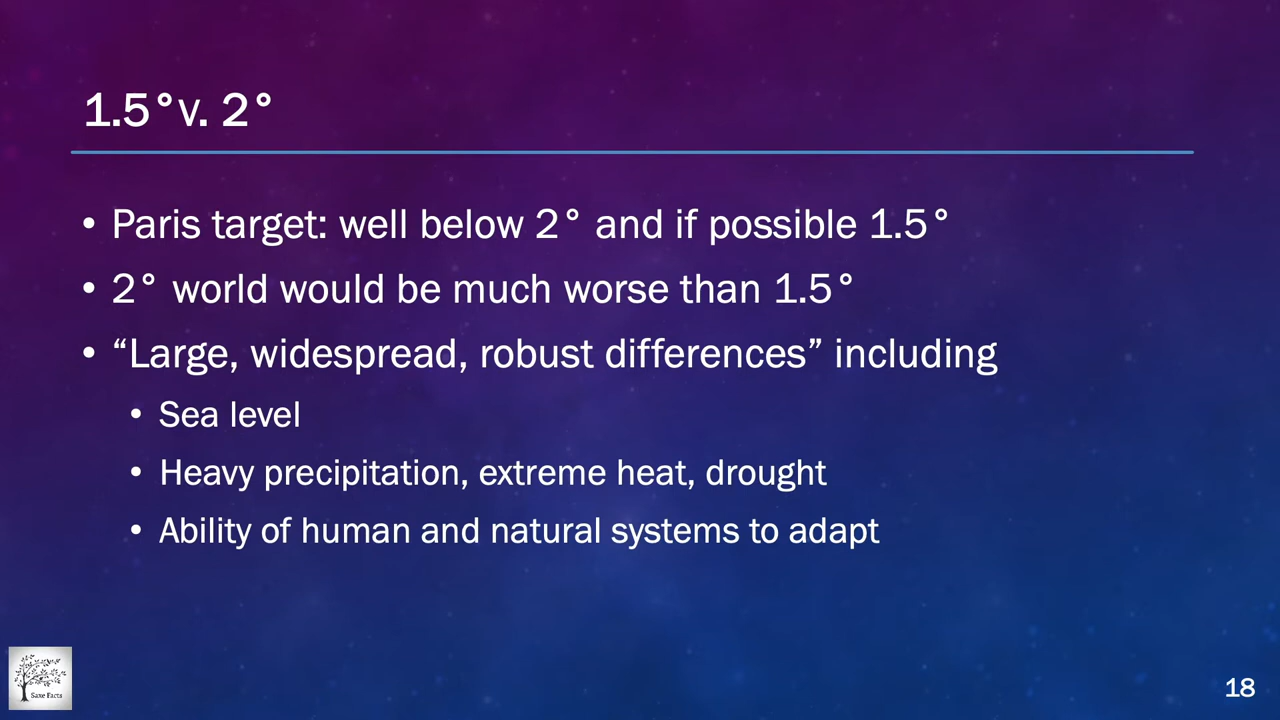 1.5°v. 2°
• Paris target: well below 2° and if possible 1.5°
• 2° world would be much worse than 1.5°
• “Large, widespread, robust differences” including
• Sea level
• Heavy precipitation, extreme heat, drought
• Ability of human and natural systems to adapt
Saxe Facts
18